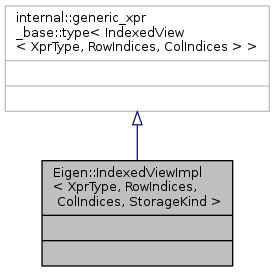 internal::generic_xpr
_base::type< IndexedView
< XprType, RowIndices, ColIndices > >
Eigen::IndexedViewImpl
< XprType, RowIndices,
 ColIndices, StorageKind >